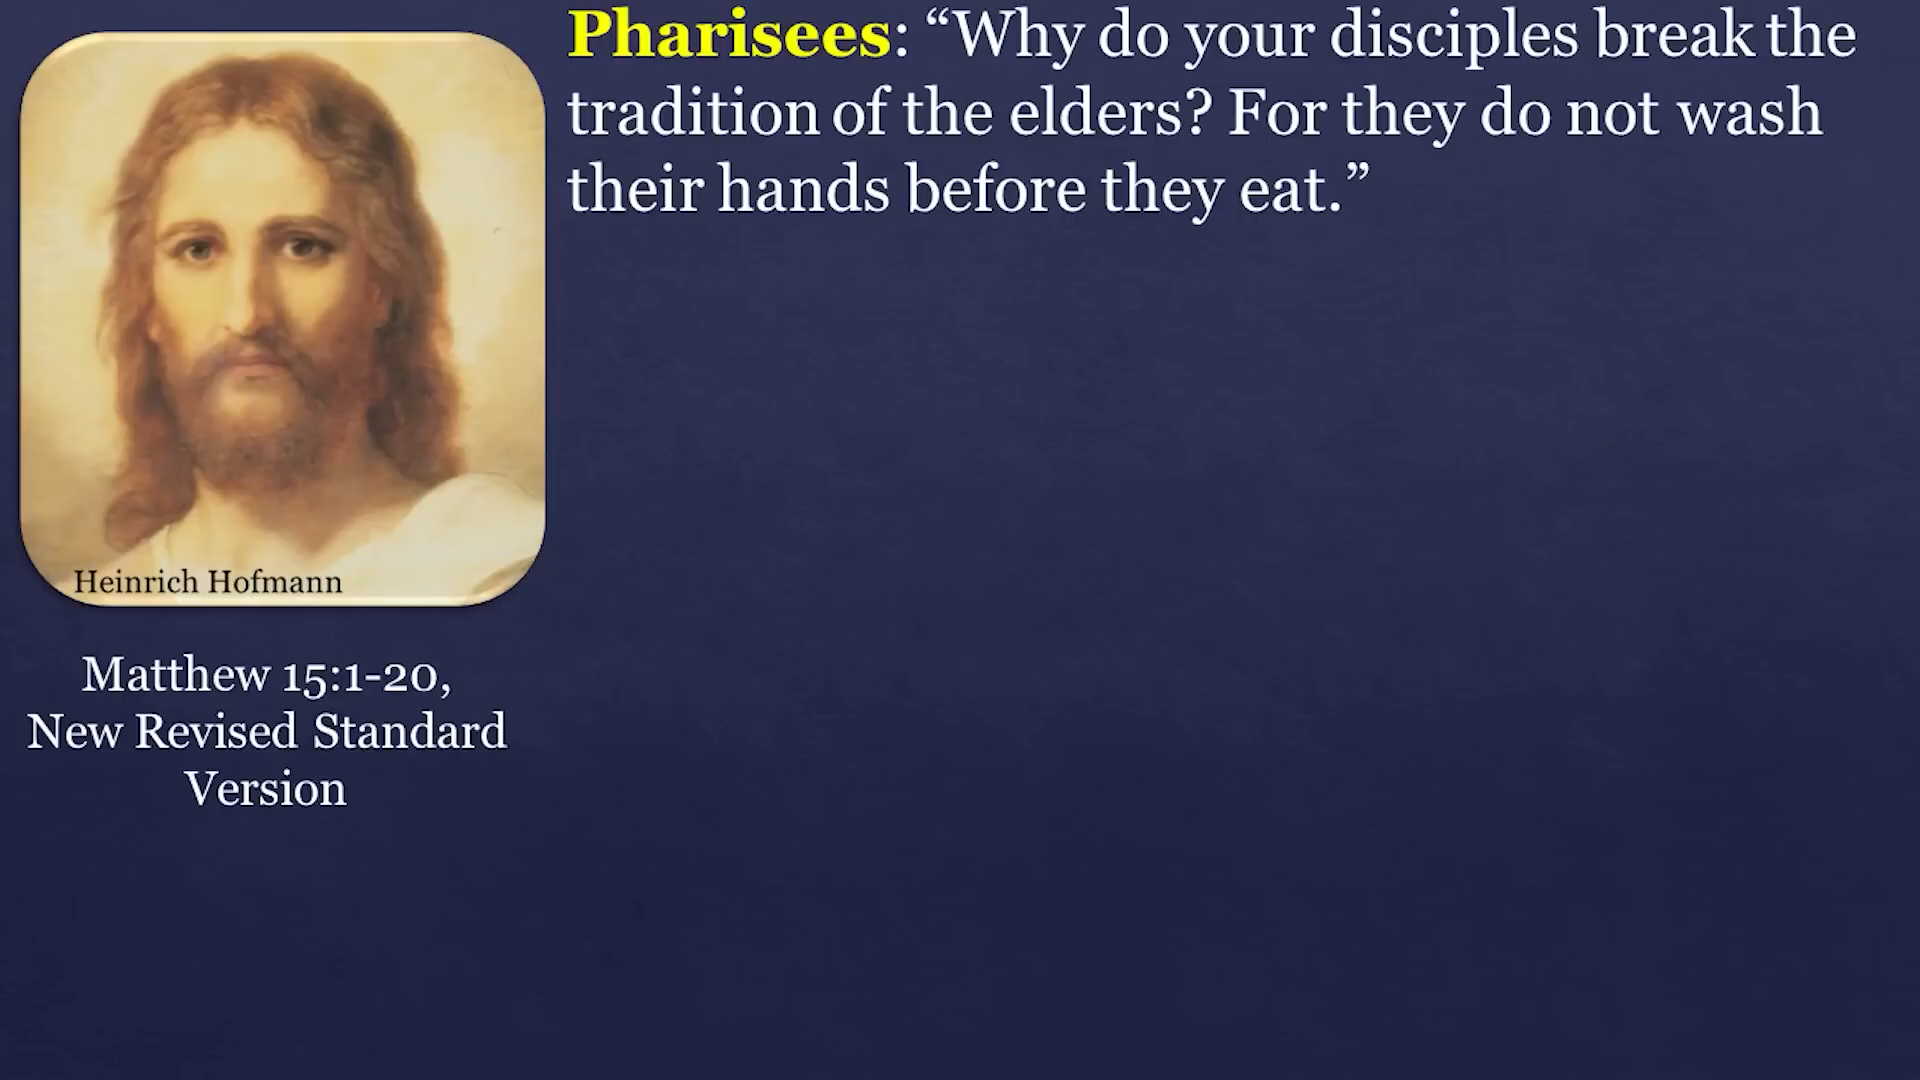 Pharisees: “Why do your disciples break the
tradition of the elders? For they do not wash
their hands before they eat.”
Heinrich Hofmann
Matthew 15:1-20,
New Revised Standard
Version